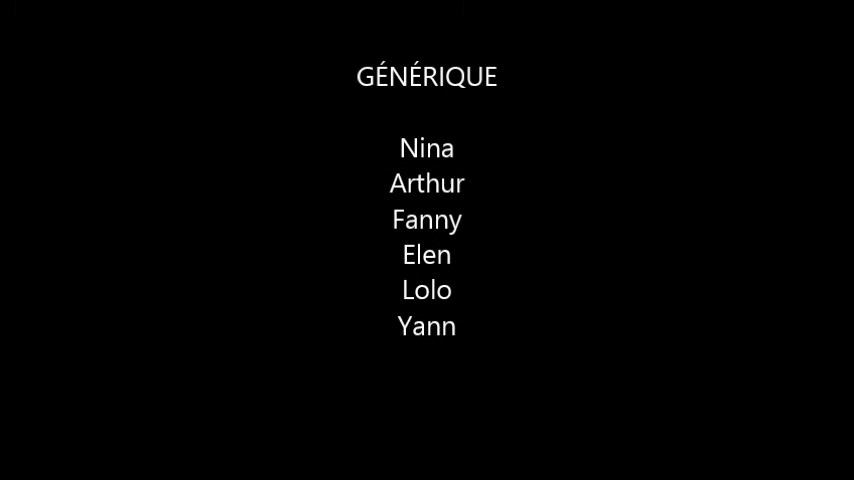 GÉNÉRIQUE
Nina
Arthur
Fanny
Elen
Lolo
Yann